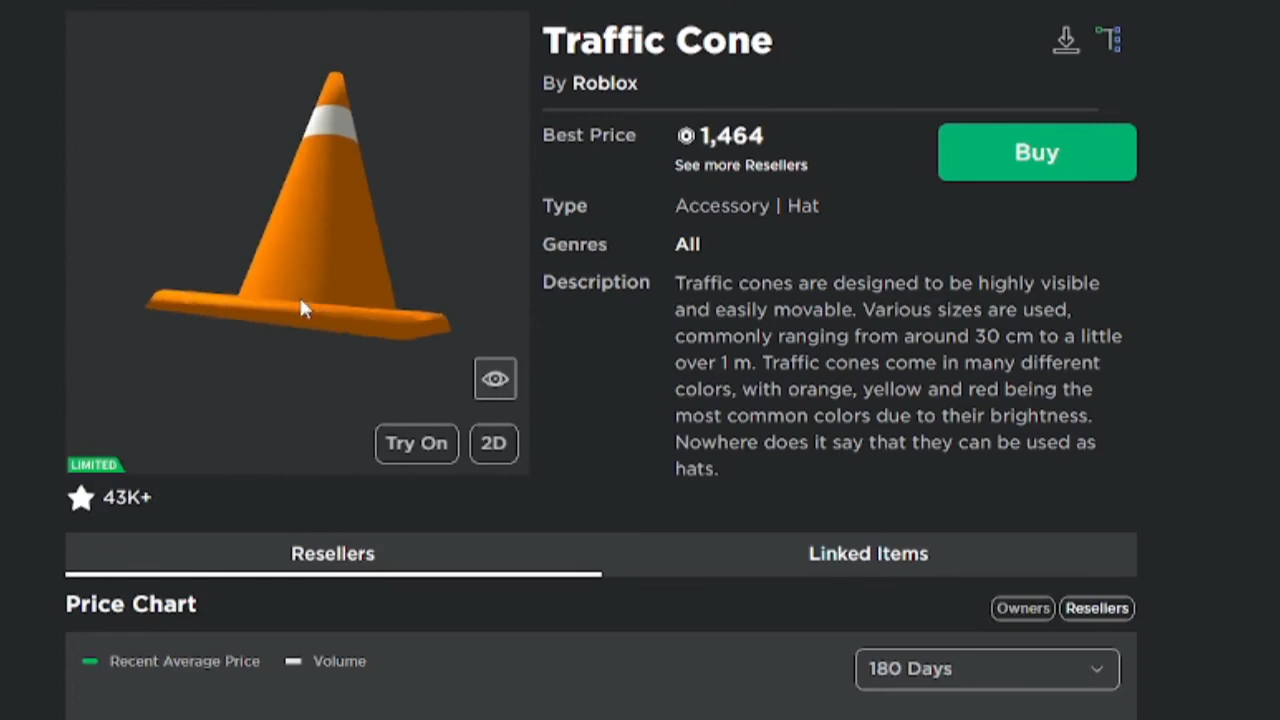 Traffic Cone
By Roblox
Best Price 1,464 Buy
See more Resellers
Type Accessory | Hat
Genres All
Description Traffic cones are designed to be highly visible
and easily movable. Various sizes are used,
commonly ranging from around 30 cm to a little
over 1 m. Traffic cones come in many different
colors, with orange, yellow and red being the
most common colors due to their brightness.
Nowhere does it say that they can be used as
hats.
Try On 2D
LIMITED
43K+
Resellers Linked Items
Price Chart Owners Resellers
Recent Average Price Volume 180 Days